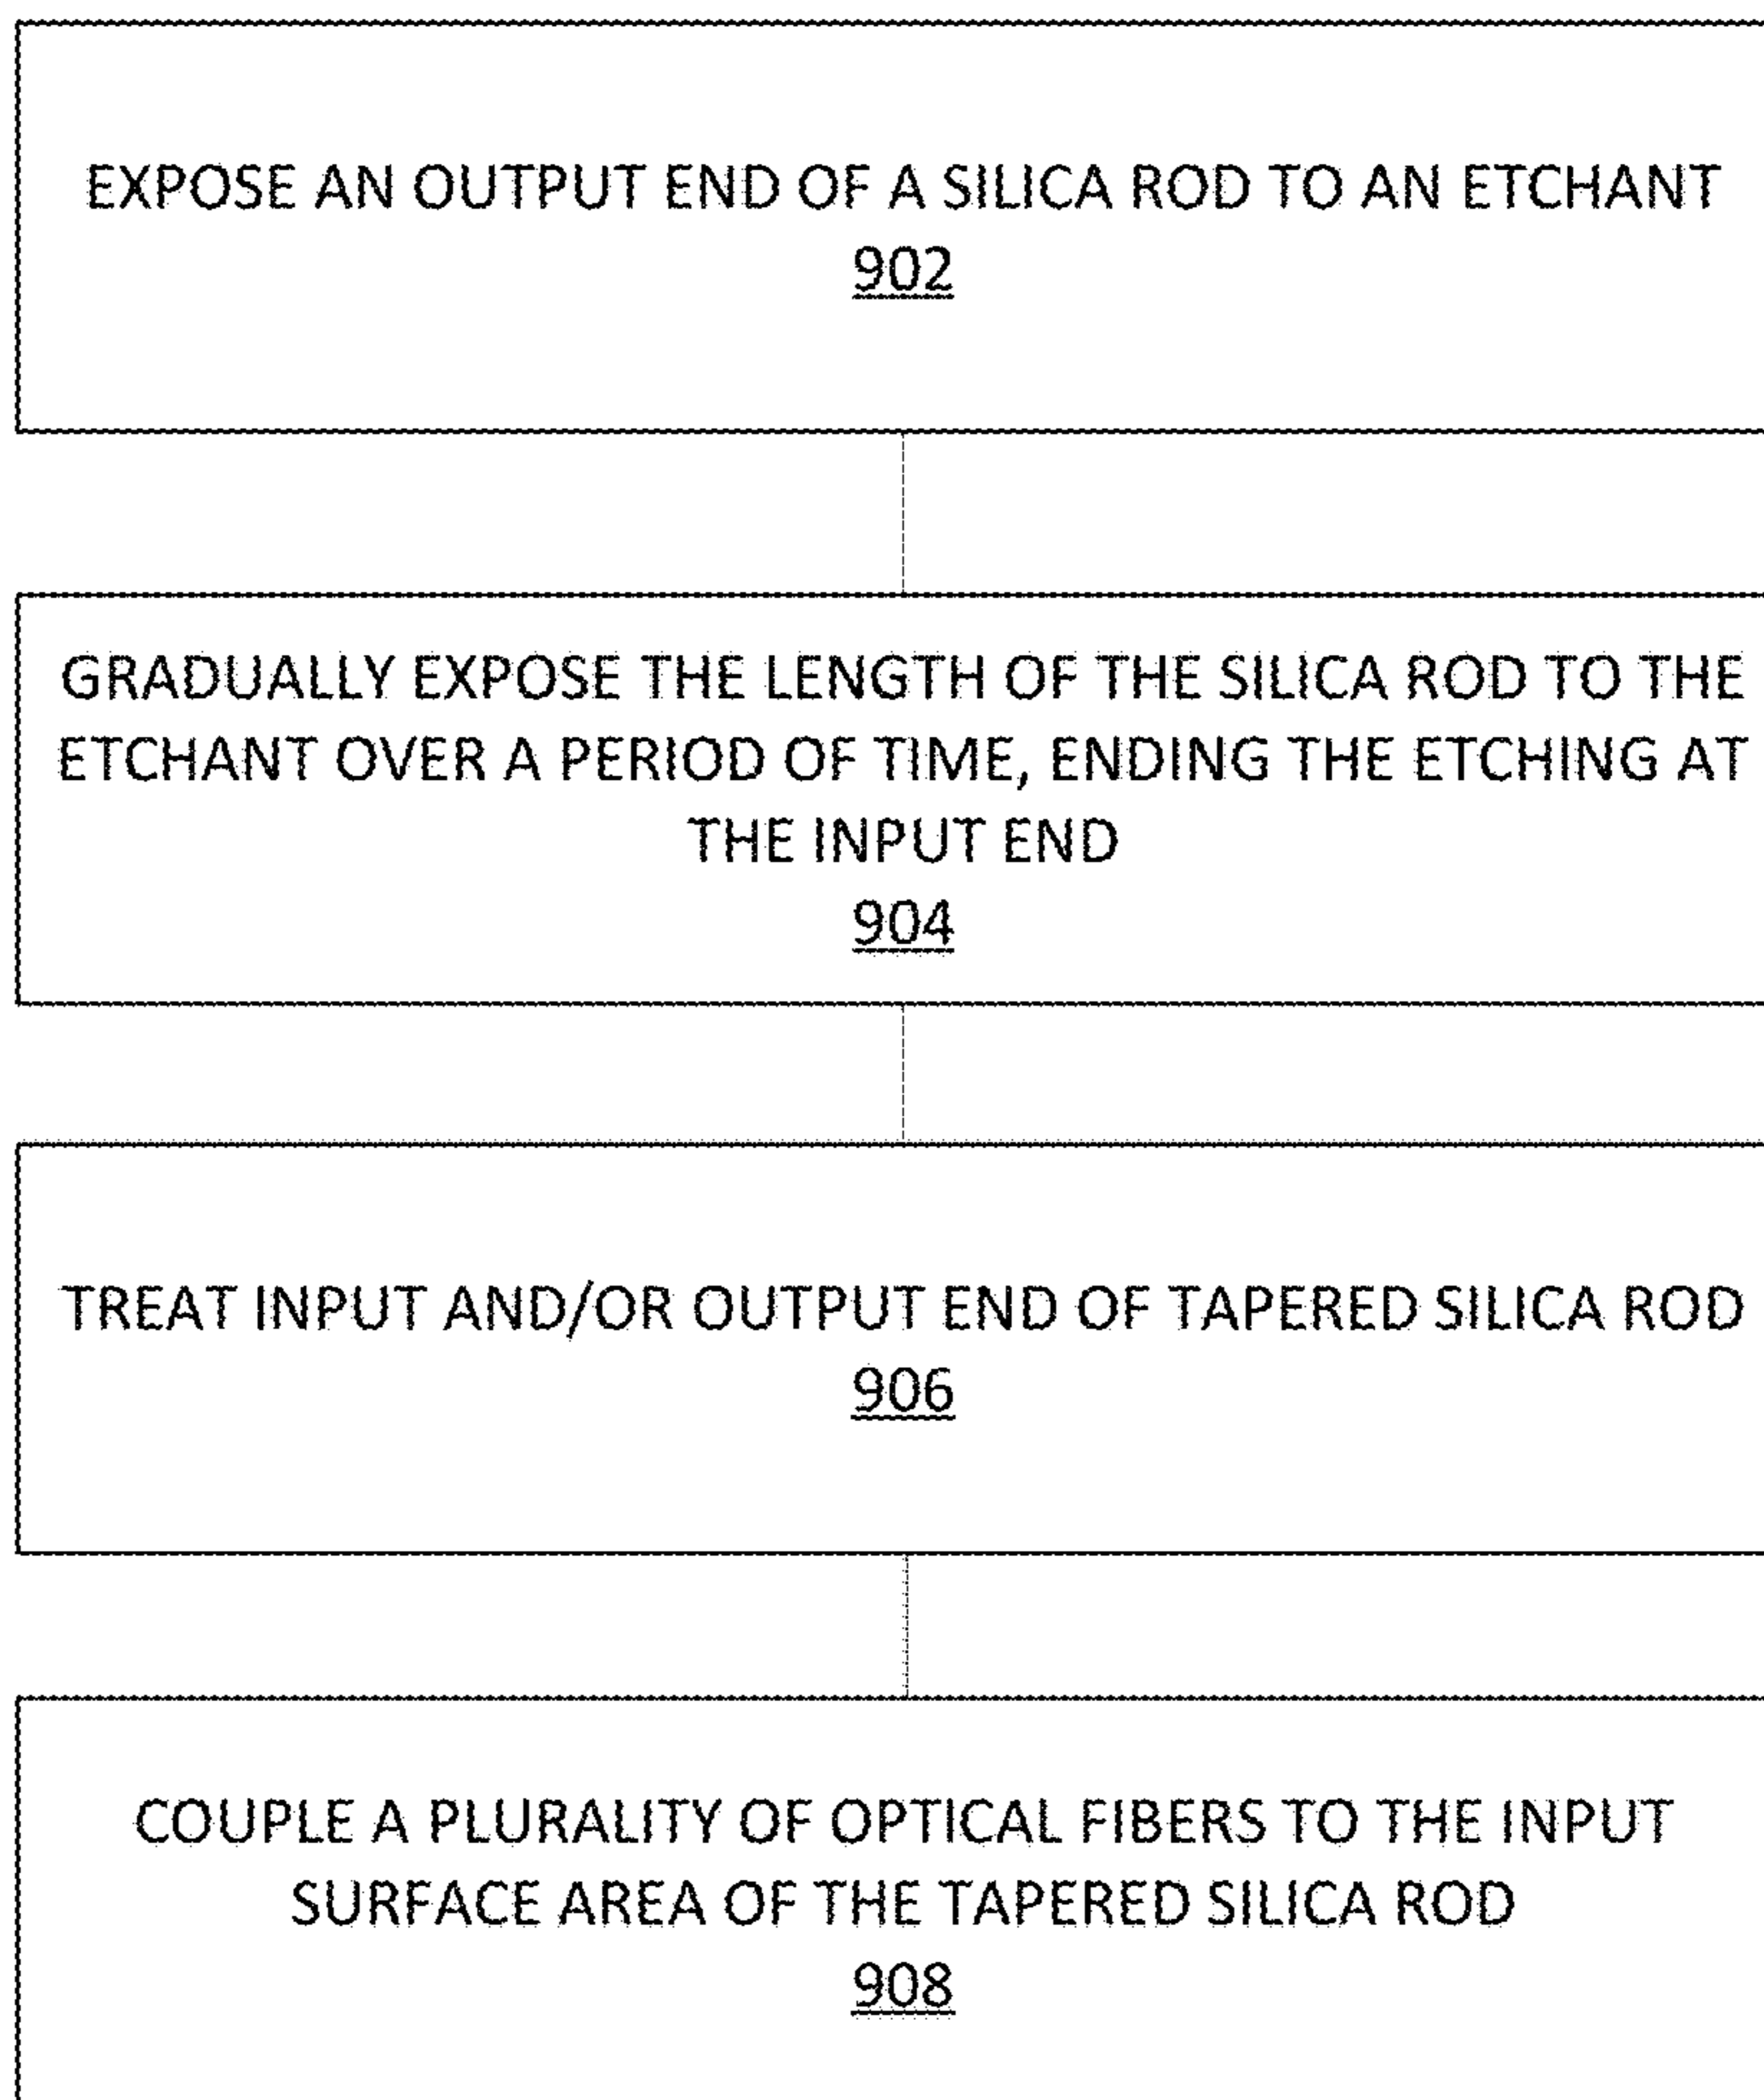 EXPOSE AN OUTPUT END OF A SILICA ROD TO AN ETCHANT
902
GRADUALLY EXPOSE THE LENGTH OF THE SILICA ROD TO THE
ETCHANT OVER A PERIOD OF TIME, ENDING THE ETCHING AT
THE INPUT END
904
TREAT INPUT AND/OR OUTPUT END OF TAPERED SILICA ROD
906
COUPLE A PLURALITY OF OPTICAL FIBERS TO THE INPUT
SURFACE AREA OF THE TAPERED SILICA ROD
908